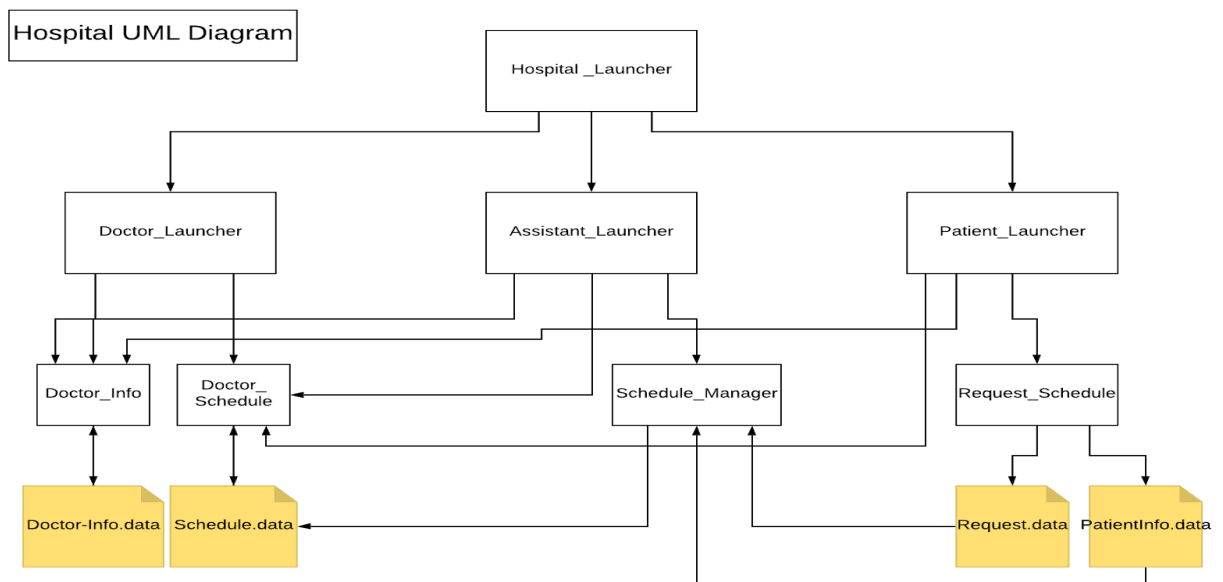 Hospital UML Diagram
Hospital _Launcher
Doctor_Launcher
Assistant_Launcher
Patient_Launcher
Doctor_Info
Doctor_
Schedule
Schedule_Manager
Request_Schedule
Doctor-Info.data
Schedule.data
Request.data
PatientInfo.data